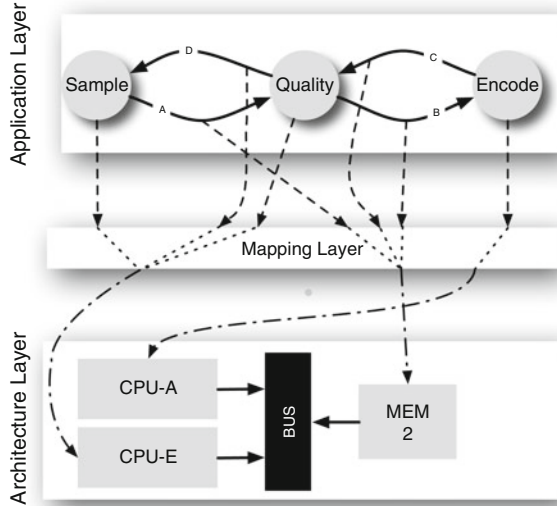 Application Layer
D
C
Sample
Quality
Encode
A
B
Mapping Layer
Architecture Layer
CPU-A
BUS
MEM
2
CPU-E